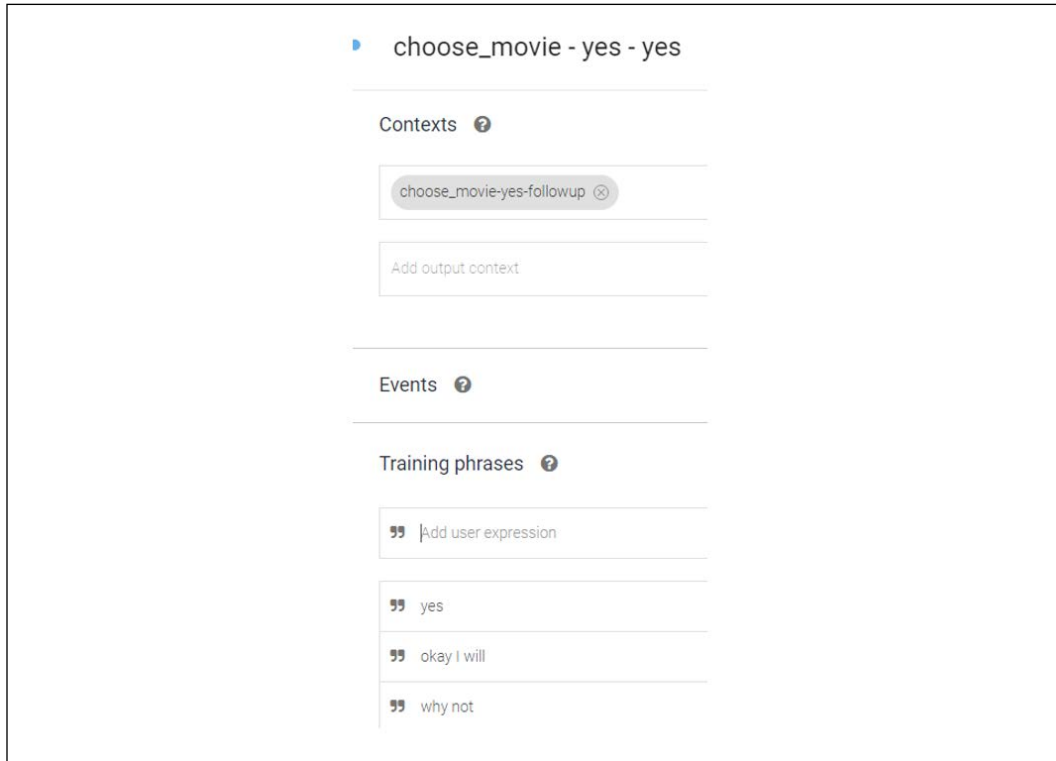 choose_movie - yes - yes
Contexts
choose_movie-yes-followup
Add output context
Events
Training phrases
Add user expression
yes
okay I will
why not